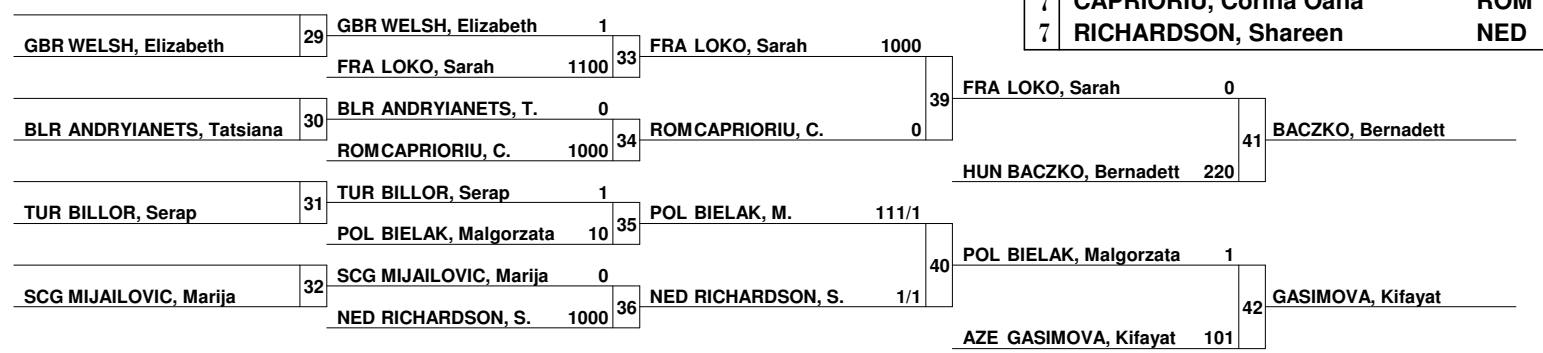 7 CAPRIORIU, Corina Oana ROM
7 RICHARDSON, Shareen NED
GBR WELSH, Elizabeth 1
GBR WELSH, Elizabeth 29
FRA LOKO, Sarah 1000
FRA LOKO, Sarah 1100 33
FRA LOKO, Sarah 0
BLR ANDRYIANETS, T. 0
39
BLR ANDRYIANETS, Tatsiana 30
ROM CAPRIORIU, C. 0
BACZKO, Bernadett
ROM CAPRIORIU, C. 1000 34
41
HUN BACZKO, Bernadett 220
TUR BILLOR, Serap 1
TUR BILLOR, Serap 31
POL BIELAK, M. 111/1
POL BIELAK, Malgorzata 10 35
POL BIELAK, Malgorzata 1
40
SCG MIJAILOVIC, Marija 0
SCG MIJAILOVIC, Marija 32
NED RICHARDSON, S. 1/1
GASIMOVA, Kifayat
NED RICHARDSON, S. 1000 36
42
AZE GASIMOVA, Kifayat 101